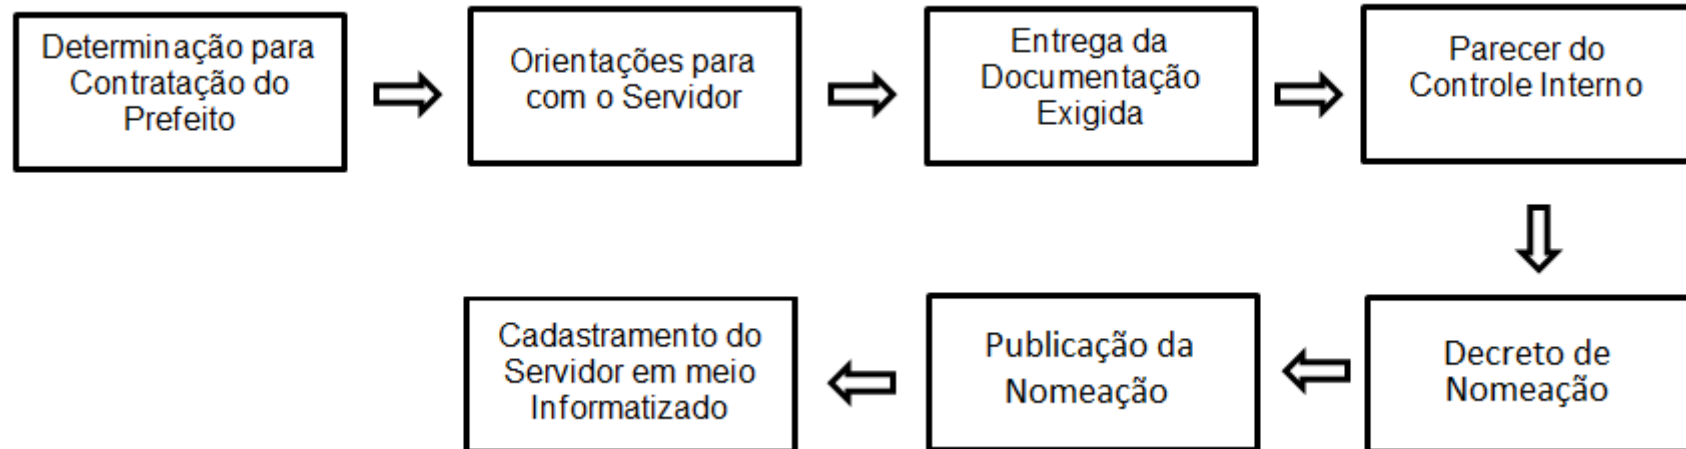 Determinação para
Contratação do
Prefeito
Orientações para
com o Servidor
Entrega da
Documentação
Exigida
Parecer do
Controle Interno
Decreto de
Nomeação
Publicação da
Nomeação
Cadastramento do
Servidor em meio
Informatizado